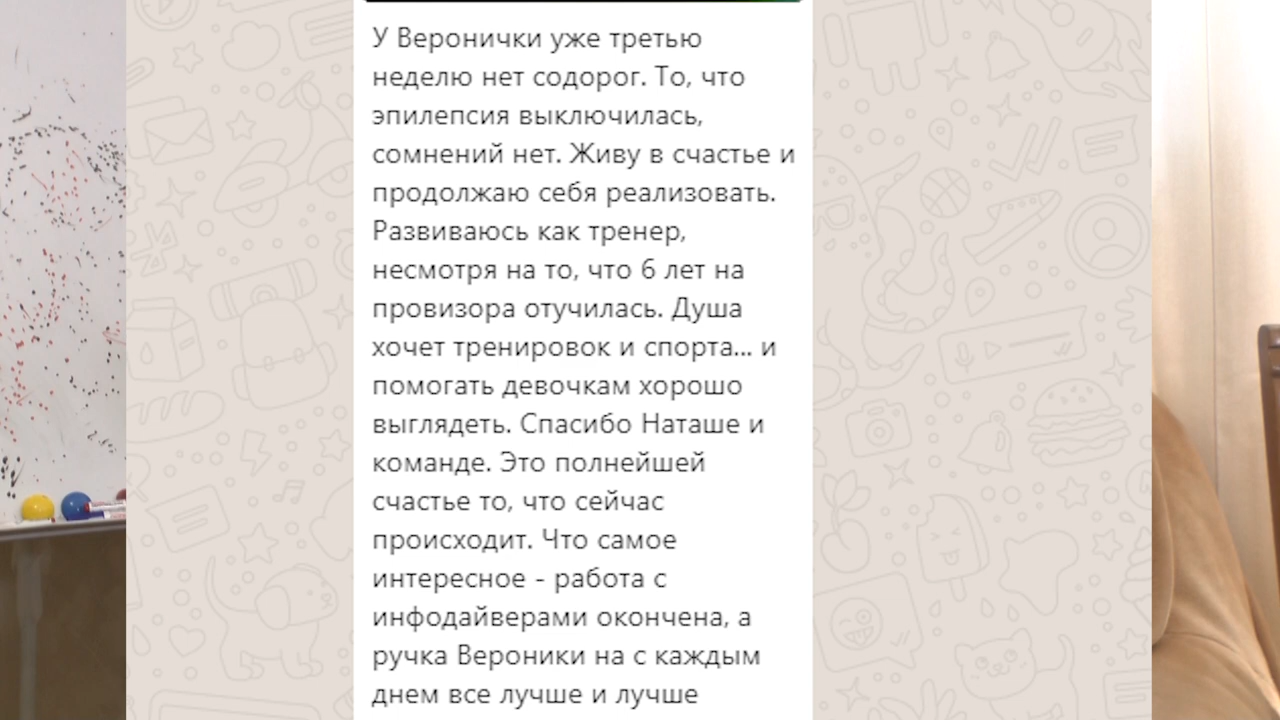 У Веронички уже третью
неделю нет содорог. То, что
эпилепсия выключилась,
сомнений нет. Живу в счастье и
продолжаю себя реализовать.
Развиваюсь как тренер,
несмотря на то, что 6 лет на
провизора отучилась. Душа
хочет тренировок и спорта... и
помогать девочкам хорошо
выглядеть. Спасибо Наташе и
команде. Это полнейшей
счастье то, что сейчас
происходит. Что самое
интересное - работа с
инфодайверами окончена, а
ручка Вероники на с каждым
днем все лучше и лучше